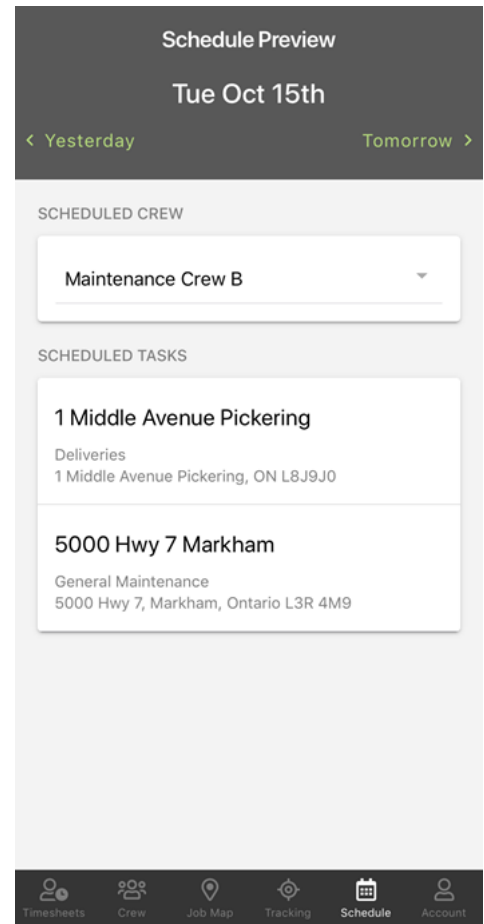 Schedule Preview
Tue Oct 15th
Yesterday
Tomorrow
SCHEDULED CREW
Maintenance Crew B
SCHEDULED TASKS
1 Middle Avenue Pickering
Deliveries
1 Middle Avenue Pickering, ON L8J9J0
5000 Hwy 7 Markham
General Maintenance
5000 Hwy 7, Markham, Ontario L3R 4M9
Timesheets
Crew
Job Map
Tracking
Schedule
Account